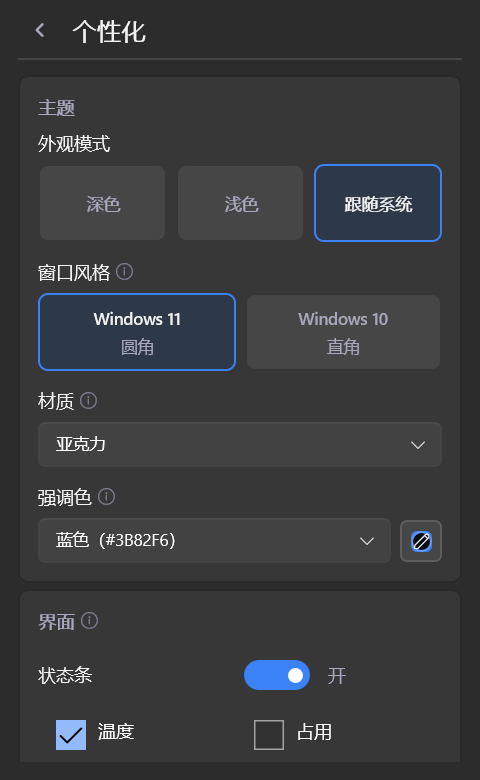 个性化
主题
外观模式
深色 浅色 跟随系统
窗口风格
Windows 11 Windows 10
圆角 直角
材质
亚克力
强调色
蓝色（#3B82F6）
界面
状态条 开
温度 占用